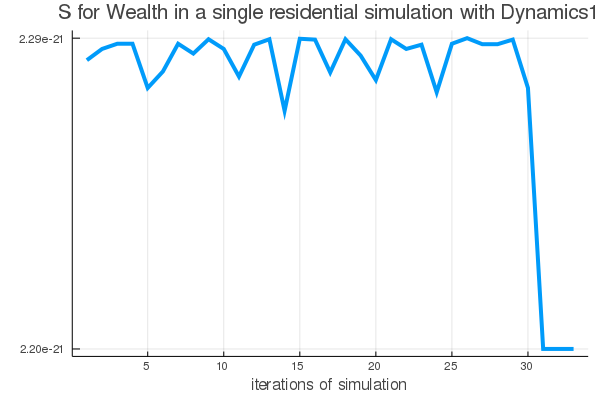 S for Wealth in a single residential simulation with Dynamics1
2.29e-21
2.20e-21
5 10 15 20 25 30
iterations of simulation